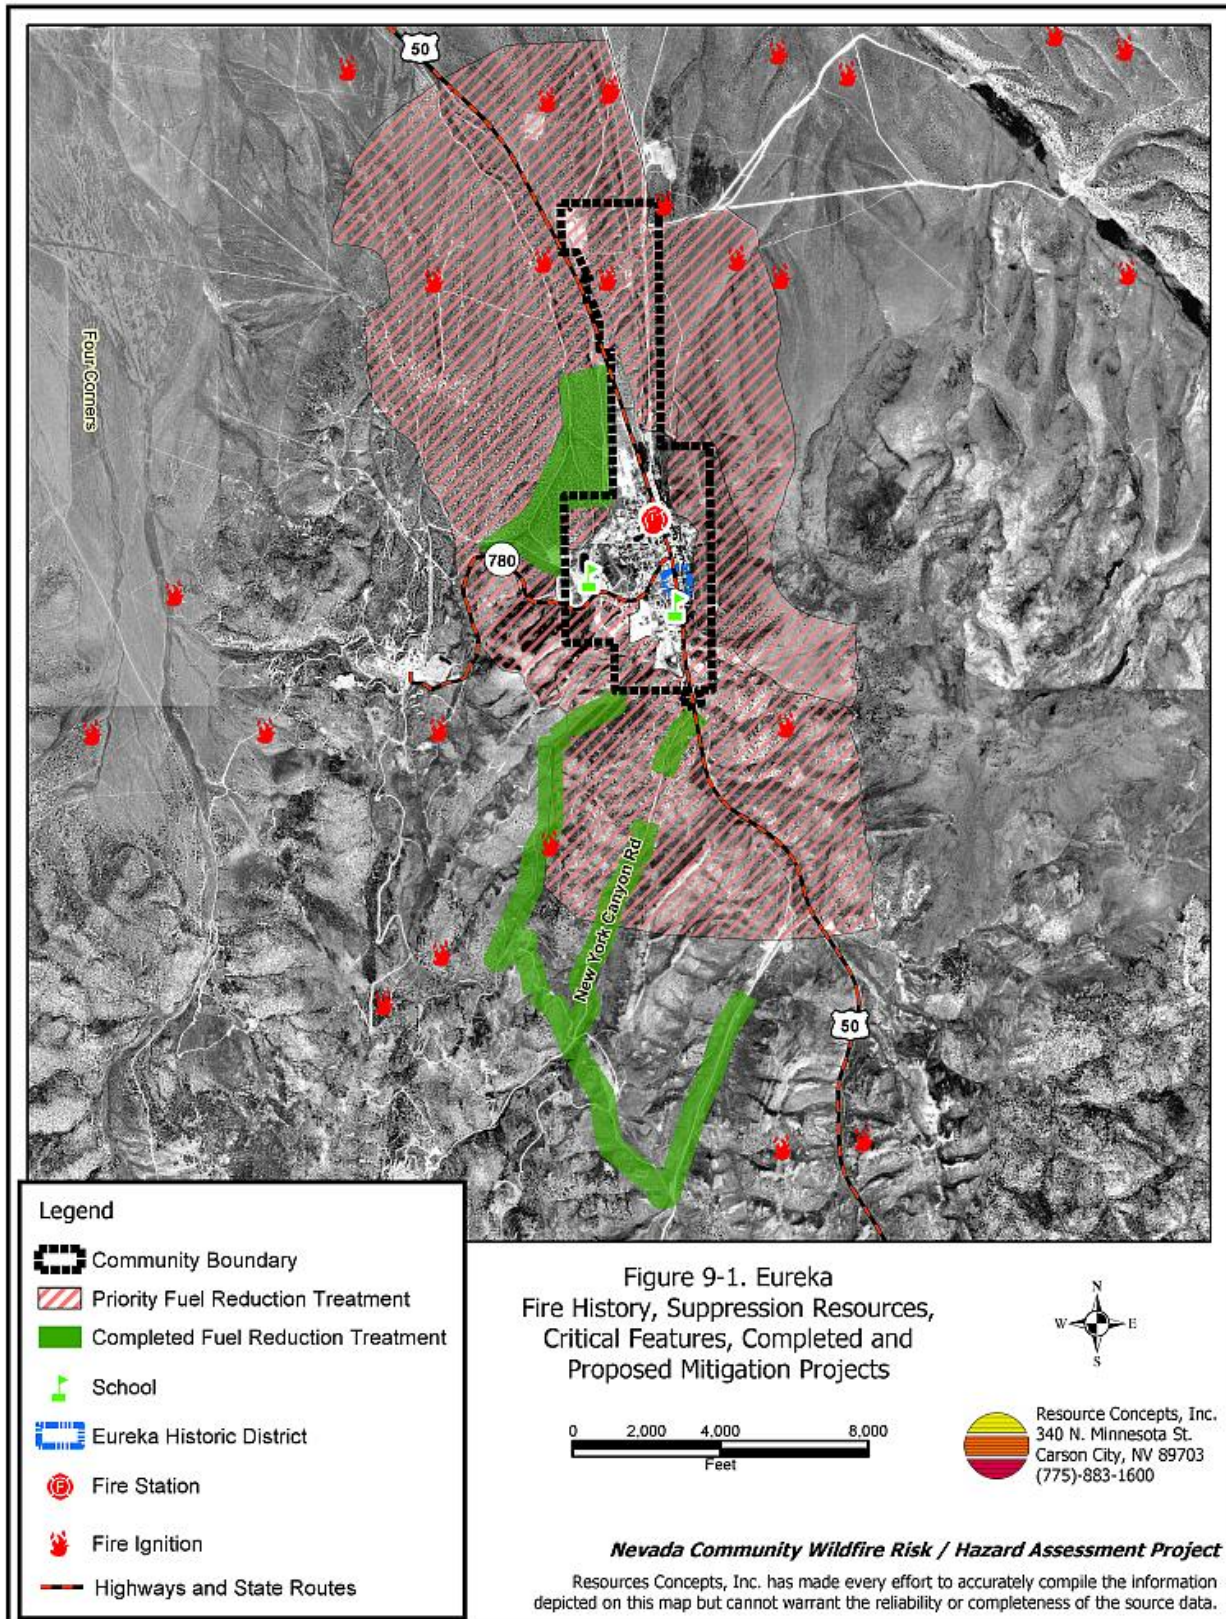 50
Four Corners
780
New York Canyon Rd
50
Legend
Community Boundary
Priority Fuel Reduction Treatment
Completed Fuel Reduction Treatment
School
Eureka Historic District
F
Fire Station
Fire Ignition
Highways and State Routes
Figure 9-1. Eureka
Fire History, Suppression Resources,
Critical Features, Completed and
Proposed Mitigation Projects
N
W E
S
0 2,000 4,000 8,000
Feet
Resource Concepts, Inc.
340 N. Minnesota St.
Carson City, NV 89703
(775)-883-1600
Nevada Community Wildfire Risk / Hazard Assessment Project
Resources Concepts, Inc. has made every effort to accurately compile the information
depicted on this map but cannot warrant the reliability or completeness of the source data.